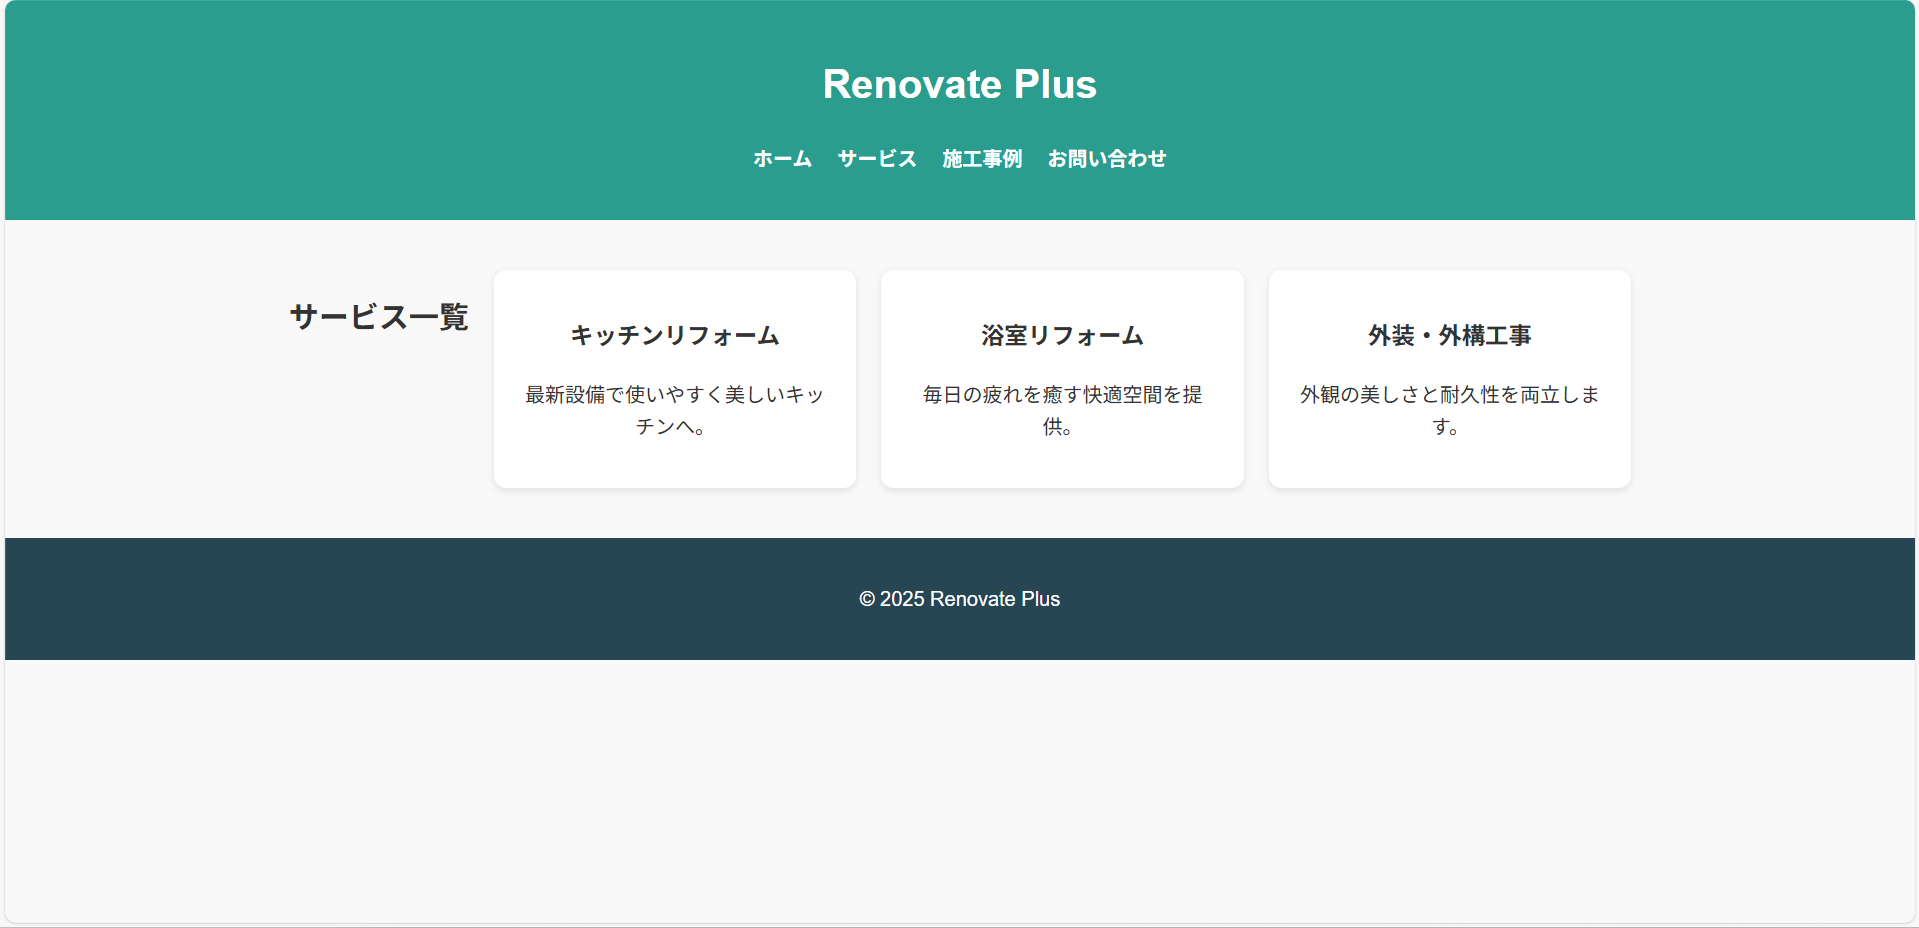 Renovate Plus
ホーム サービス 施工事例 お問い合わせ
サービス一覧
キッチンリフォーム
最新設備で使いやすく美しいキッ
チンへ。
浴室リフォーム
毎日の疲れを癒す快適空間を提
供。
外装・外構工事
外観の美しさと耐久性を両立しま
す。
© 2025 Renovate Plus